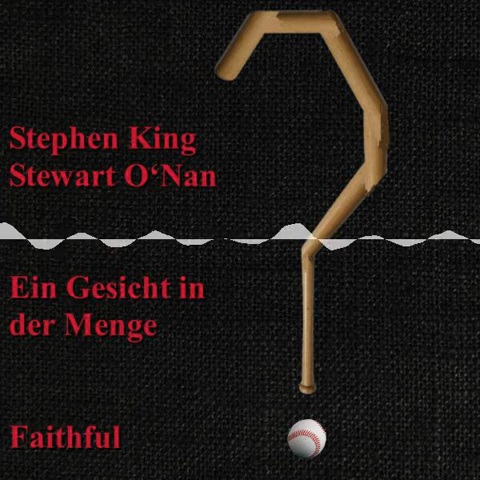 Stephen King
Stewart O‘Nan
Ein Gesicht in
der Menge
Faithful